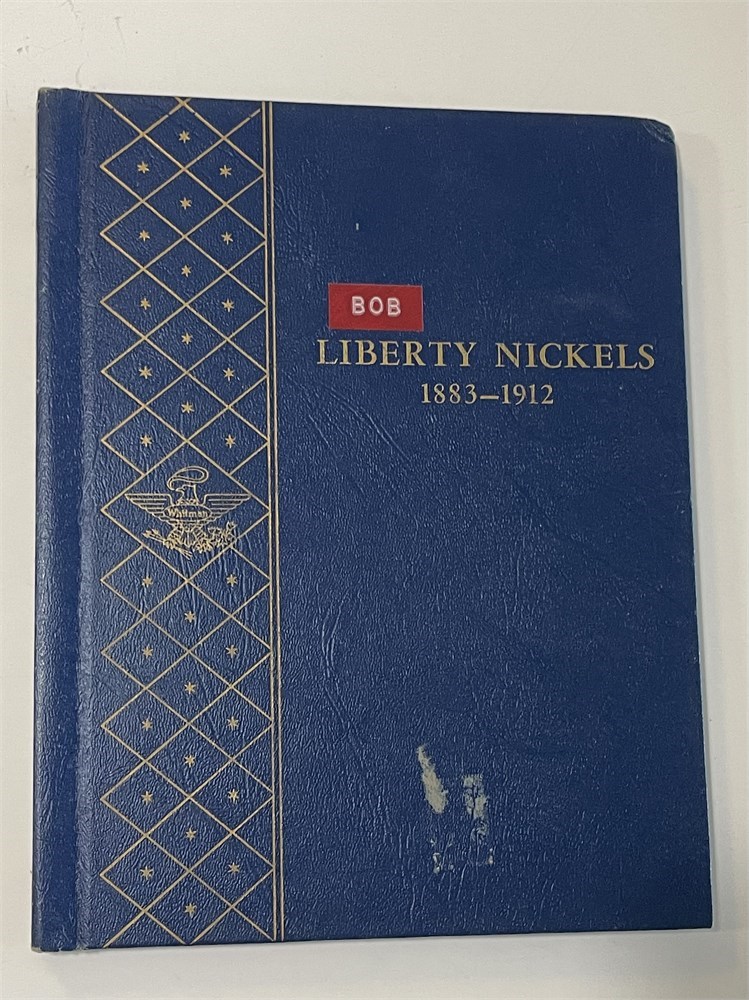 BOB
LIBERTY NICKELS
1883–1912
Whitman